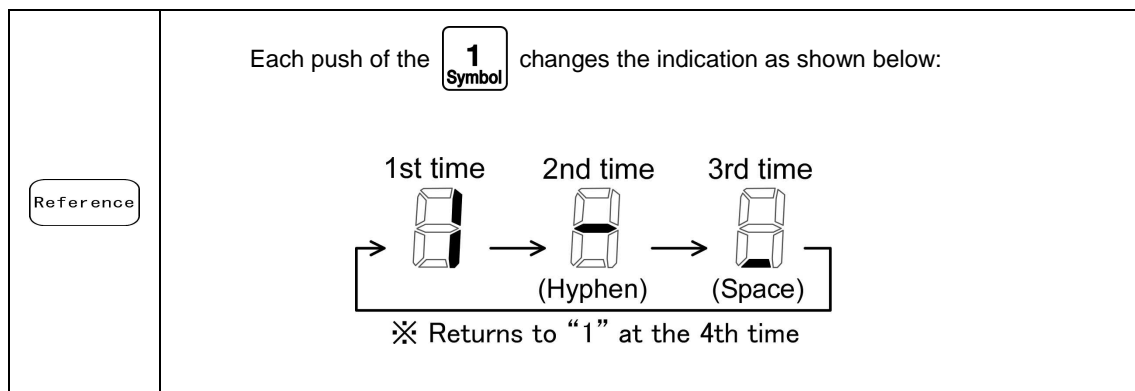 Each push of the 1 Symbol changes the indication as shown below:
Reference
1st time 2nd time 3rd time
(Hyphen) (Space)
※ Returns to “1” at the 4th time